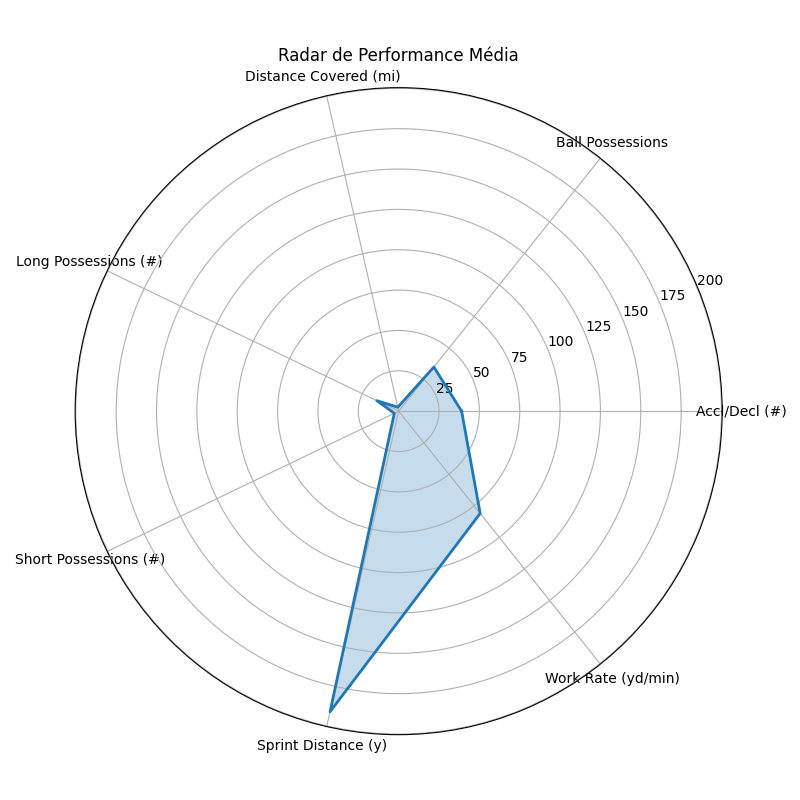 Radar de Performance Média
Distance Covered (mi)
Ball Possessions
Long Possessions (#)
200
175
150
125
100
75
50
25
Acc/Decl (#)
Short Possessions (#)
Work Rate (yd/min)
Sprint Distance (y)